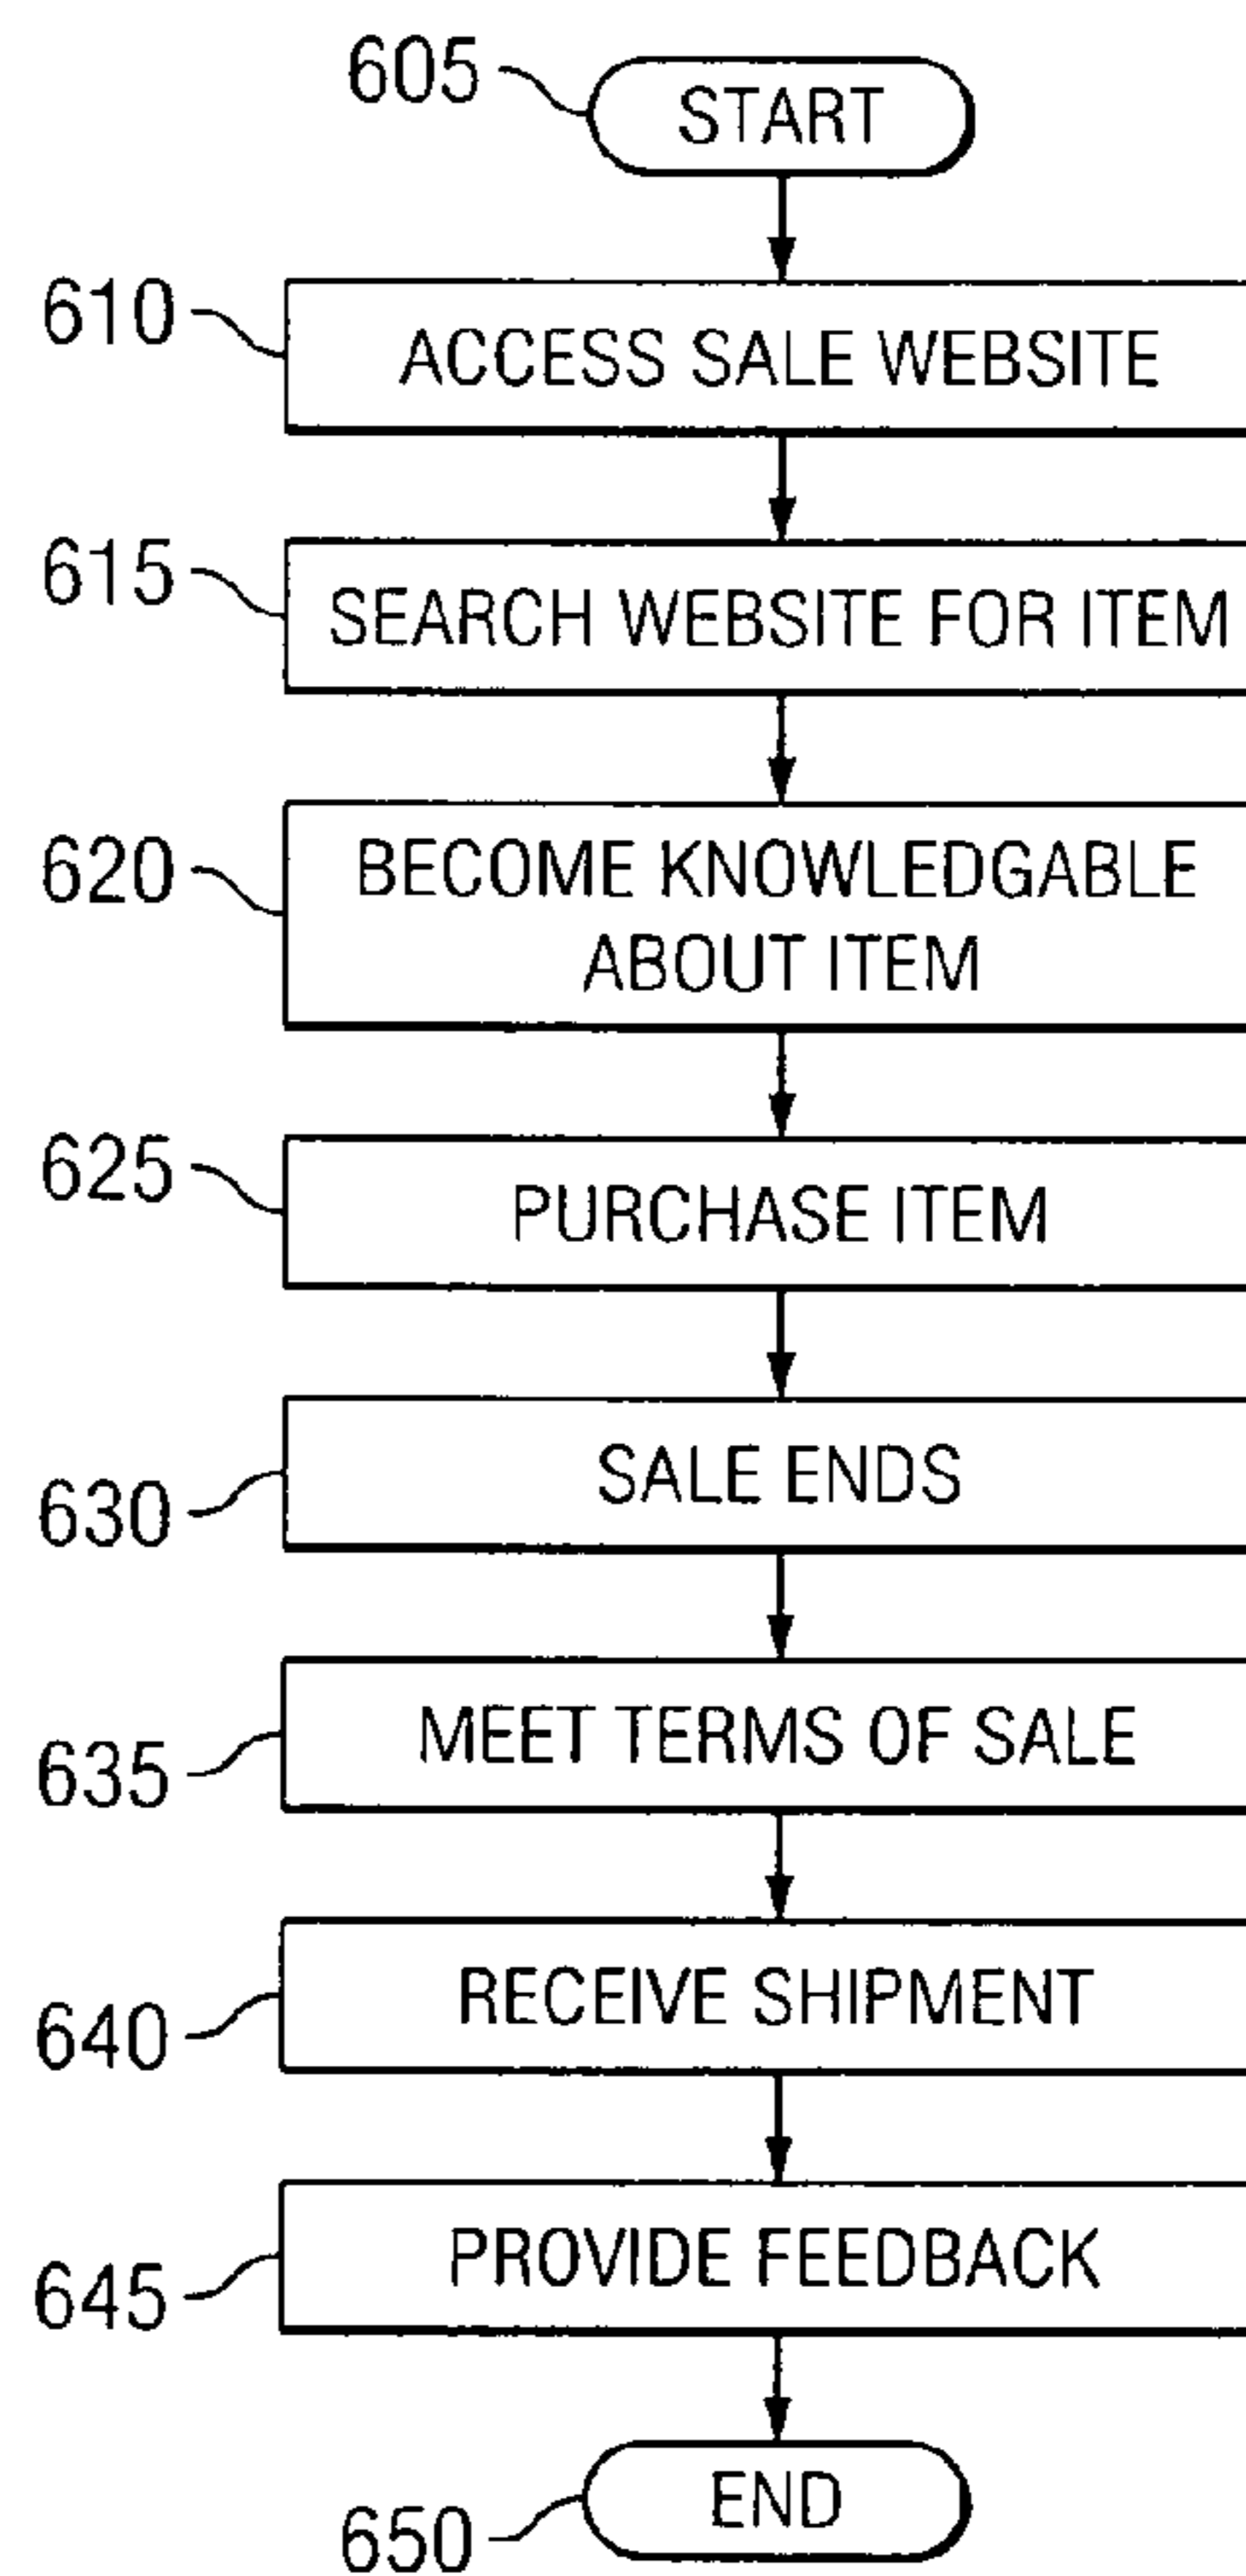 605
START
610
ACCESS SALE WEBSITE
615
SEARCH WEBSITE FOR ITEM
620
BECOME KNOWLEDGABLE
ABOUT ITEM
625
PURCHASE ITEM
630
SALE ENDS
635
MEET TERMS OF SALE
640
RECEIVE SHIPMENT
645
PROVIDE FEEDBACK
650
END